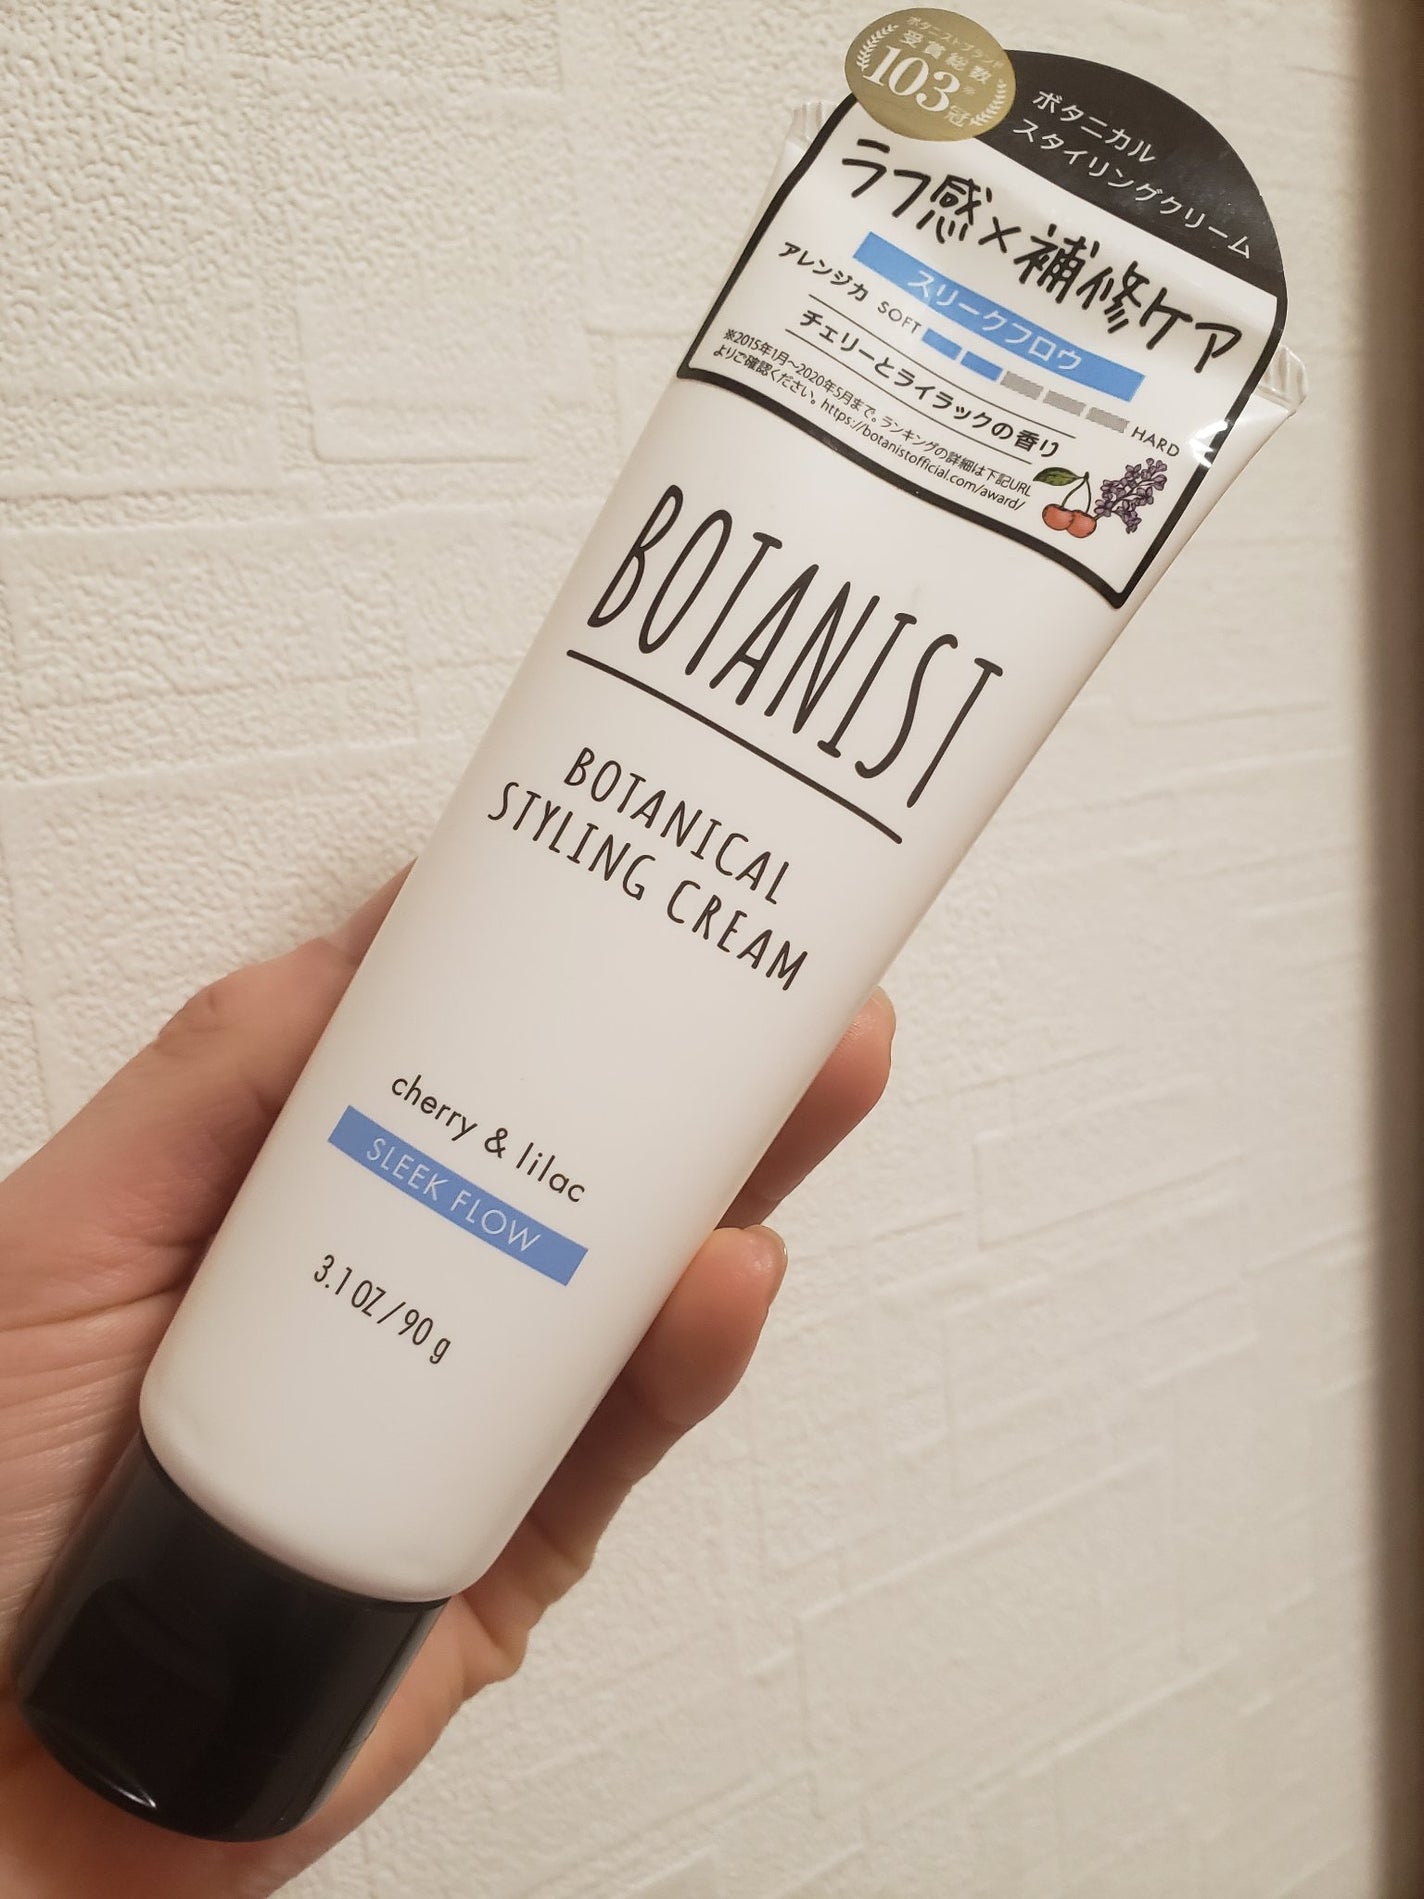 ボタニストブランド
受賞総数
103※冠
ボタニカル
スタイリングクリーム
ラフ感×補修ケア
スリークフロウ
アレンジ力 SOFT HARD
チェリーとライラックの香り
※2015年1月〜2020年5月まで。ランキングの詳細は下記URL
よりご確認ください。https://botanistofficial.com/award/
BOTANIST
BOTANICAL
STYLING CREAM
cherry & lilac
SLEEK FLOW
3.1 OZ / 90 g